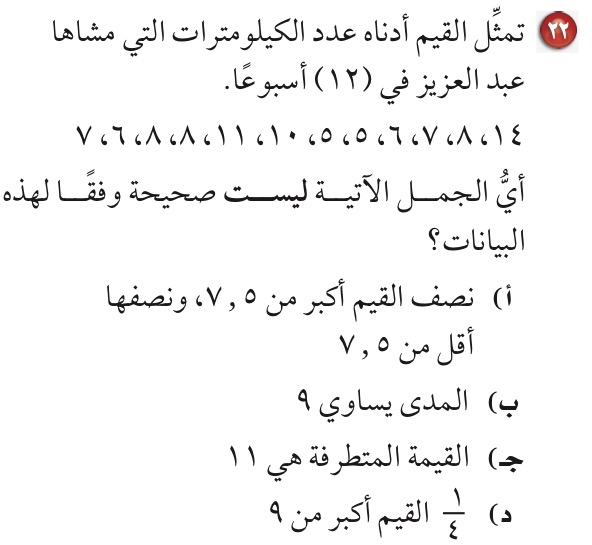 ٢٢ تمثِّل القيم أدناه عدد الكيلومترات التي مشاها
عبد العزيز في (١٢) أسبوعًا.
١٤، ٨، ٧، ٦، ٥، ٥، ١٠، ١١، ٨، ٨، ٦، ٧
أيُّ الجمل الآتية ليست صحيحة وفقًا لهذه
البيانات؟
أ) نصف القيم أكبر من ٧,٥، ونصفها
أقل من ٧,٥
ب) المدى يساوي ٩
جـ) القيمة المتطرفة هي ١١
د) ١/٤ القيم أكبر من ٩